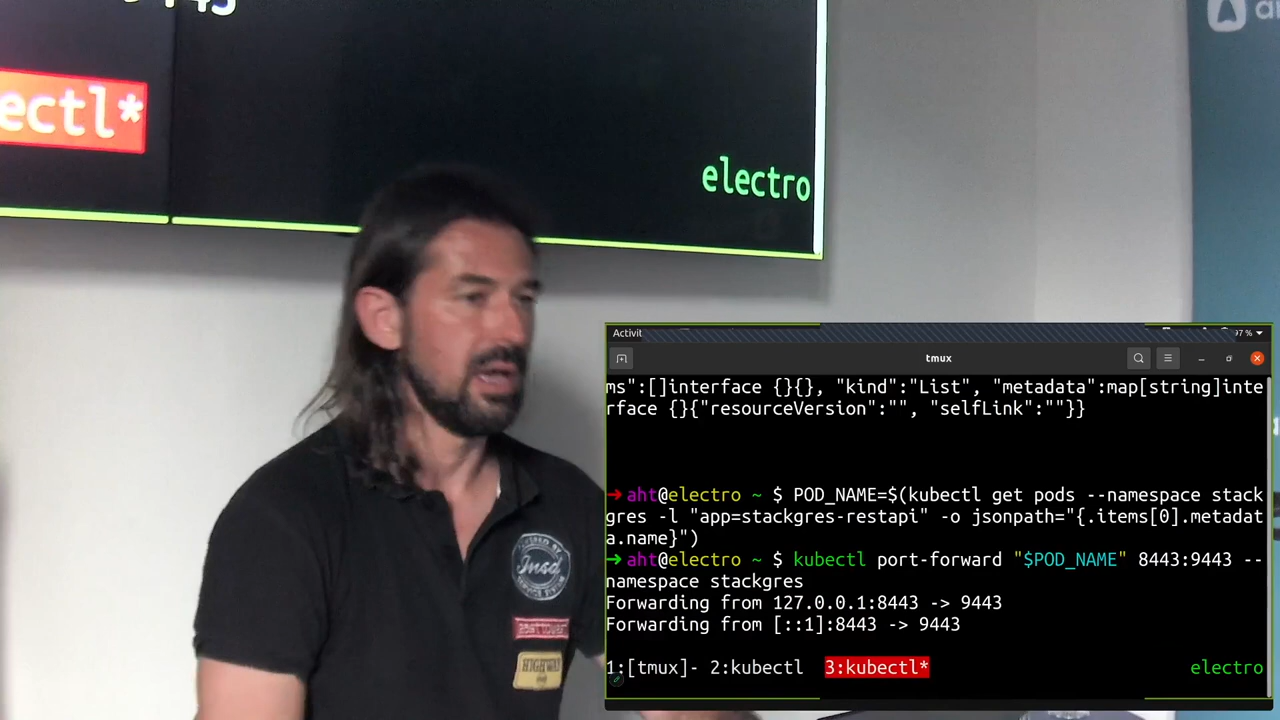 ectl*
electro
Activit
97 %
tmux
ms":[]interface {}{}, "kind":"List", "metadata":map[string]inte
rface {}{"resourceVersion":"", "selfLink":""}}
➜ aht@electro ~ $ POD_NAME=$(kubectl get pods --namespace stack
gres -l "app=stackgres-restapi" -o jsonpath="{.items[0].metadat
a.name}")
➜ aht@electro ~ $ kubectl port-forward "$POD_NAME" 8443:9443 --
namespace stackgres
Forwarding from 127.0.0.1:8443 -> 9443
Forwarding from [::1]:8443 -> 9443
1:[tmux]- 2:kubectl 3:kubectl*
electro